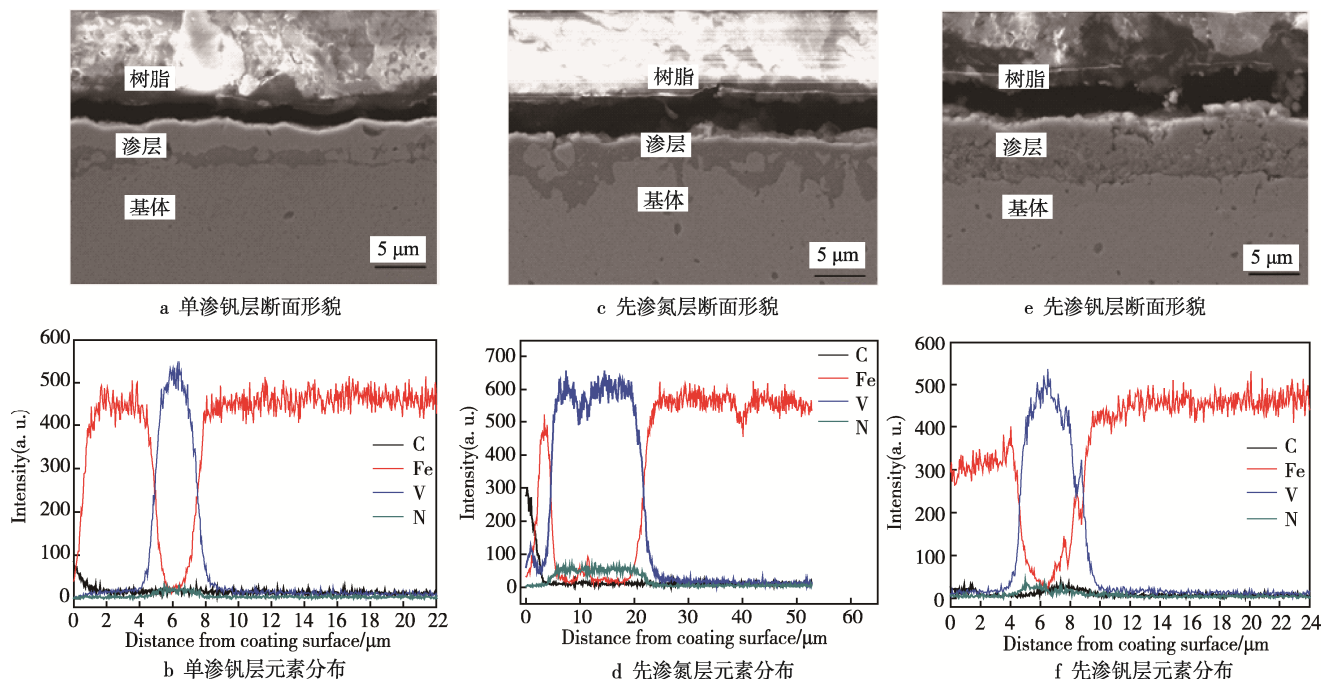 树脂
渗层
基体
5 μm
a 单渗钒层断面形貌
树脂
渗层
基体
5 μm
c 先渗氮层断面形貌
树脂
渗层
基体
5 μm
e 先渗钒层断面形貌
600
500
400
300
200
100
0
Intensity(a. u.)
C
Fe
V
N
0 2 4 6 8 10 12 14 16 18 20 22
Distance from coating surface/μm
b 单渗钒层元素分布
700
600
500
400
300
200
100
0
Intensity(a. u.)
C
Fe
V
N
0 10 20 30 40 50 60
Distance from coating surface/μm
d 先渗氮层元素分布
600
500
400
300
200
100
0
Intensity(a. u.)
C
Fe
V
N
0 2 4 6 8 10 12 14 16 18 20 22 24
Distance from coating surface/μm
f 先渗钒层元素分布